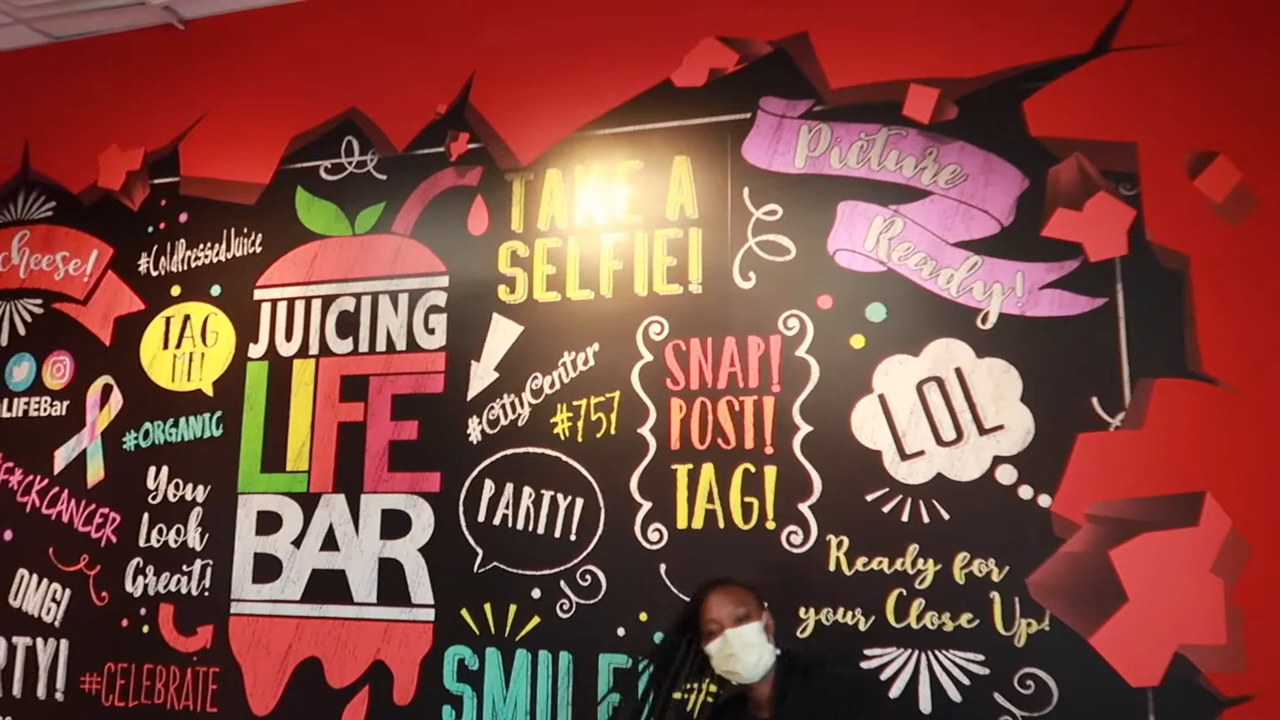 cheese!
#ColdPressedJuice
TAG
ME!
LIFEBar
#ORGANIC
F*CKCANCER
You
Look
Great!
OMG!
#CELEBRATE
JUICING
LIFE
BAR
TAKE A
SELFIE!
#CityCenter
#757
PARTY!
SNAP!
POST!
TAG!
Picture
Ready!
LOL
Ready for
your Close Up!
SMILE